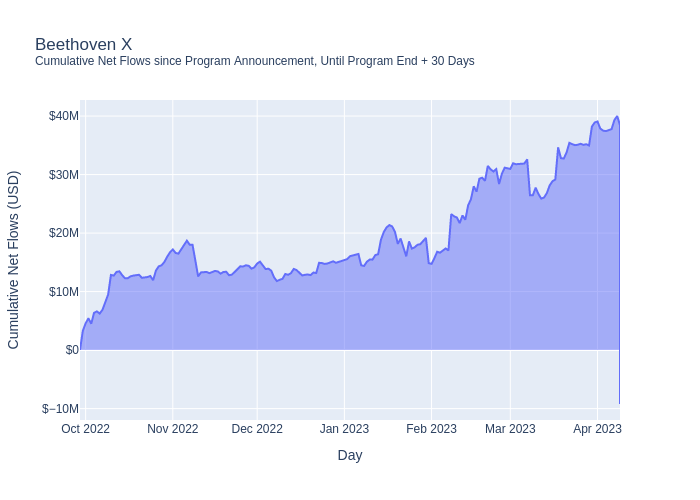 Beethoven X
Cumulative Net Flows since Program Announcement, Until Program End + 30 Days
Cumulative Net Flows (USD)
$40M
$30M
$20M
$10M
$0
$−10M
Oct 2022 Nov 2022 Dec 2022 Jan 2023 Feb 2023 Mar 2023 Apr 2023
Day